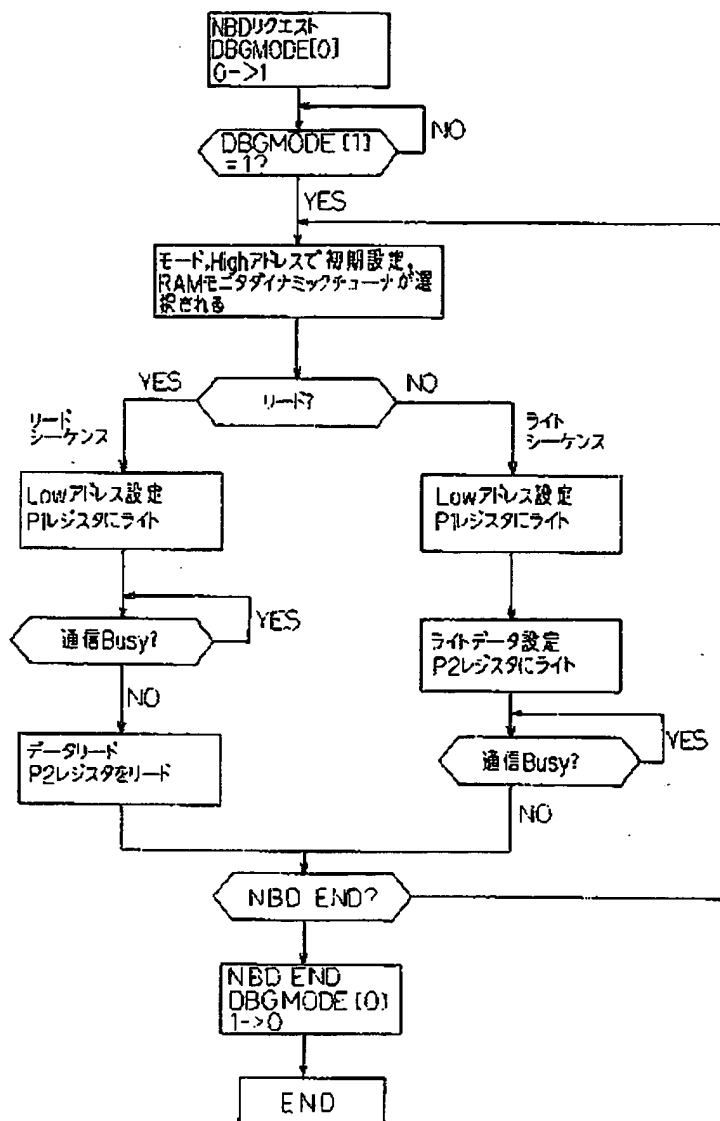 NBDリクエスト
DBGMODE[0]
0->1
NO
DBGMODE [1]
=1?
YES
モード,Highアドレスで初期設定,
RAMモニタダイナミックチューナが選
択される
YES
NO
リード?
リード
シーケンス
ライト
シーケンス
Lowアドレス設定
P1レジスタにライト
Lowアドレス設定
P1レジスタにライト
YES
通信Busy?
ライトデータ設定
P2レジスタにライト
NO
YES
データリード
P2レジスタをリード
通信Busy?
NO
NBD END?
NBD END
DBGMODE [0]
1->0
END